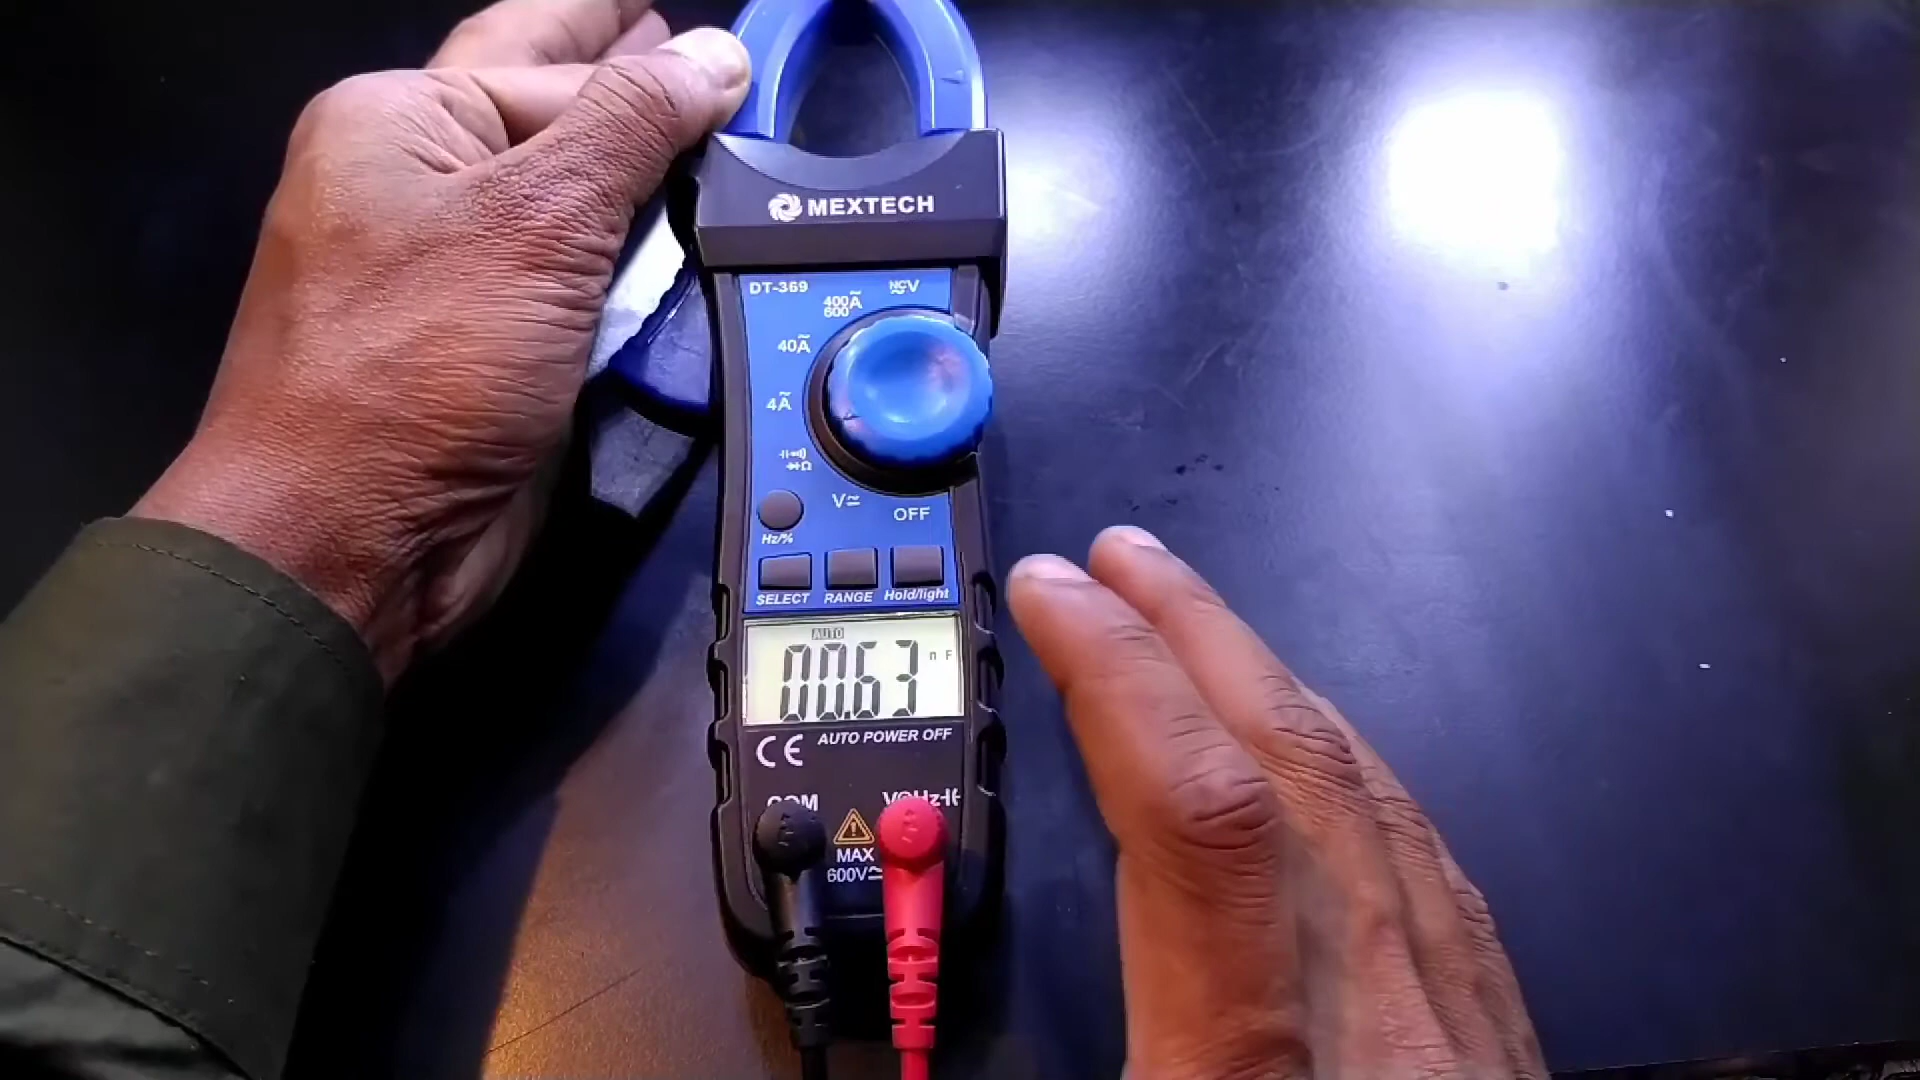 MEXTECH
DT-369
NCV
400A
600
40A
4A
Ω
V
OFF
Hz/%
SELECT RANGE Hold/light
AUTO
00.63 nF
CE AUTO POWER OFF
COM VΩHz
MAX
600V